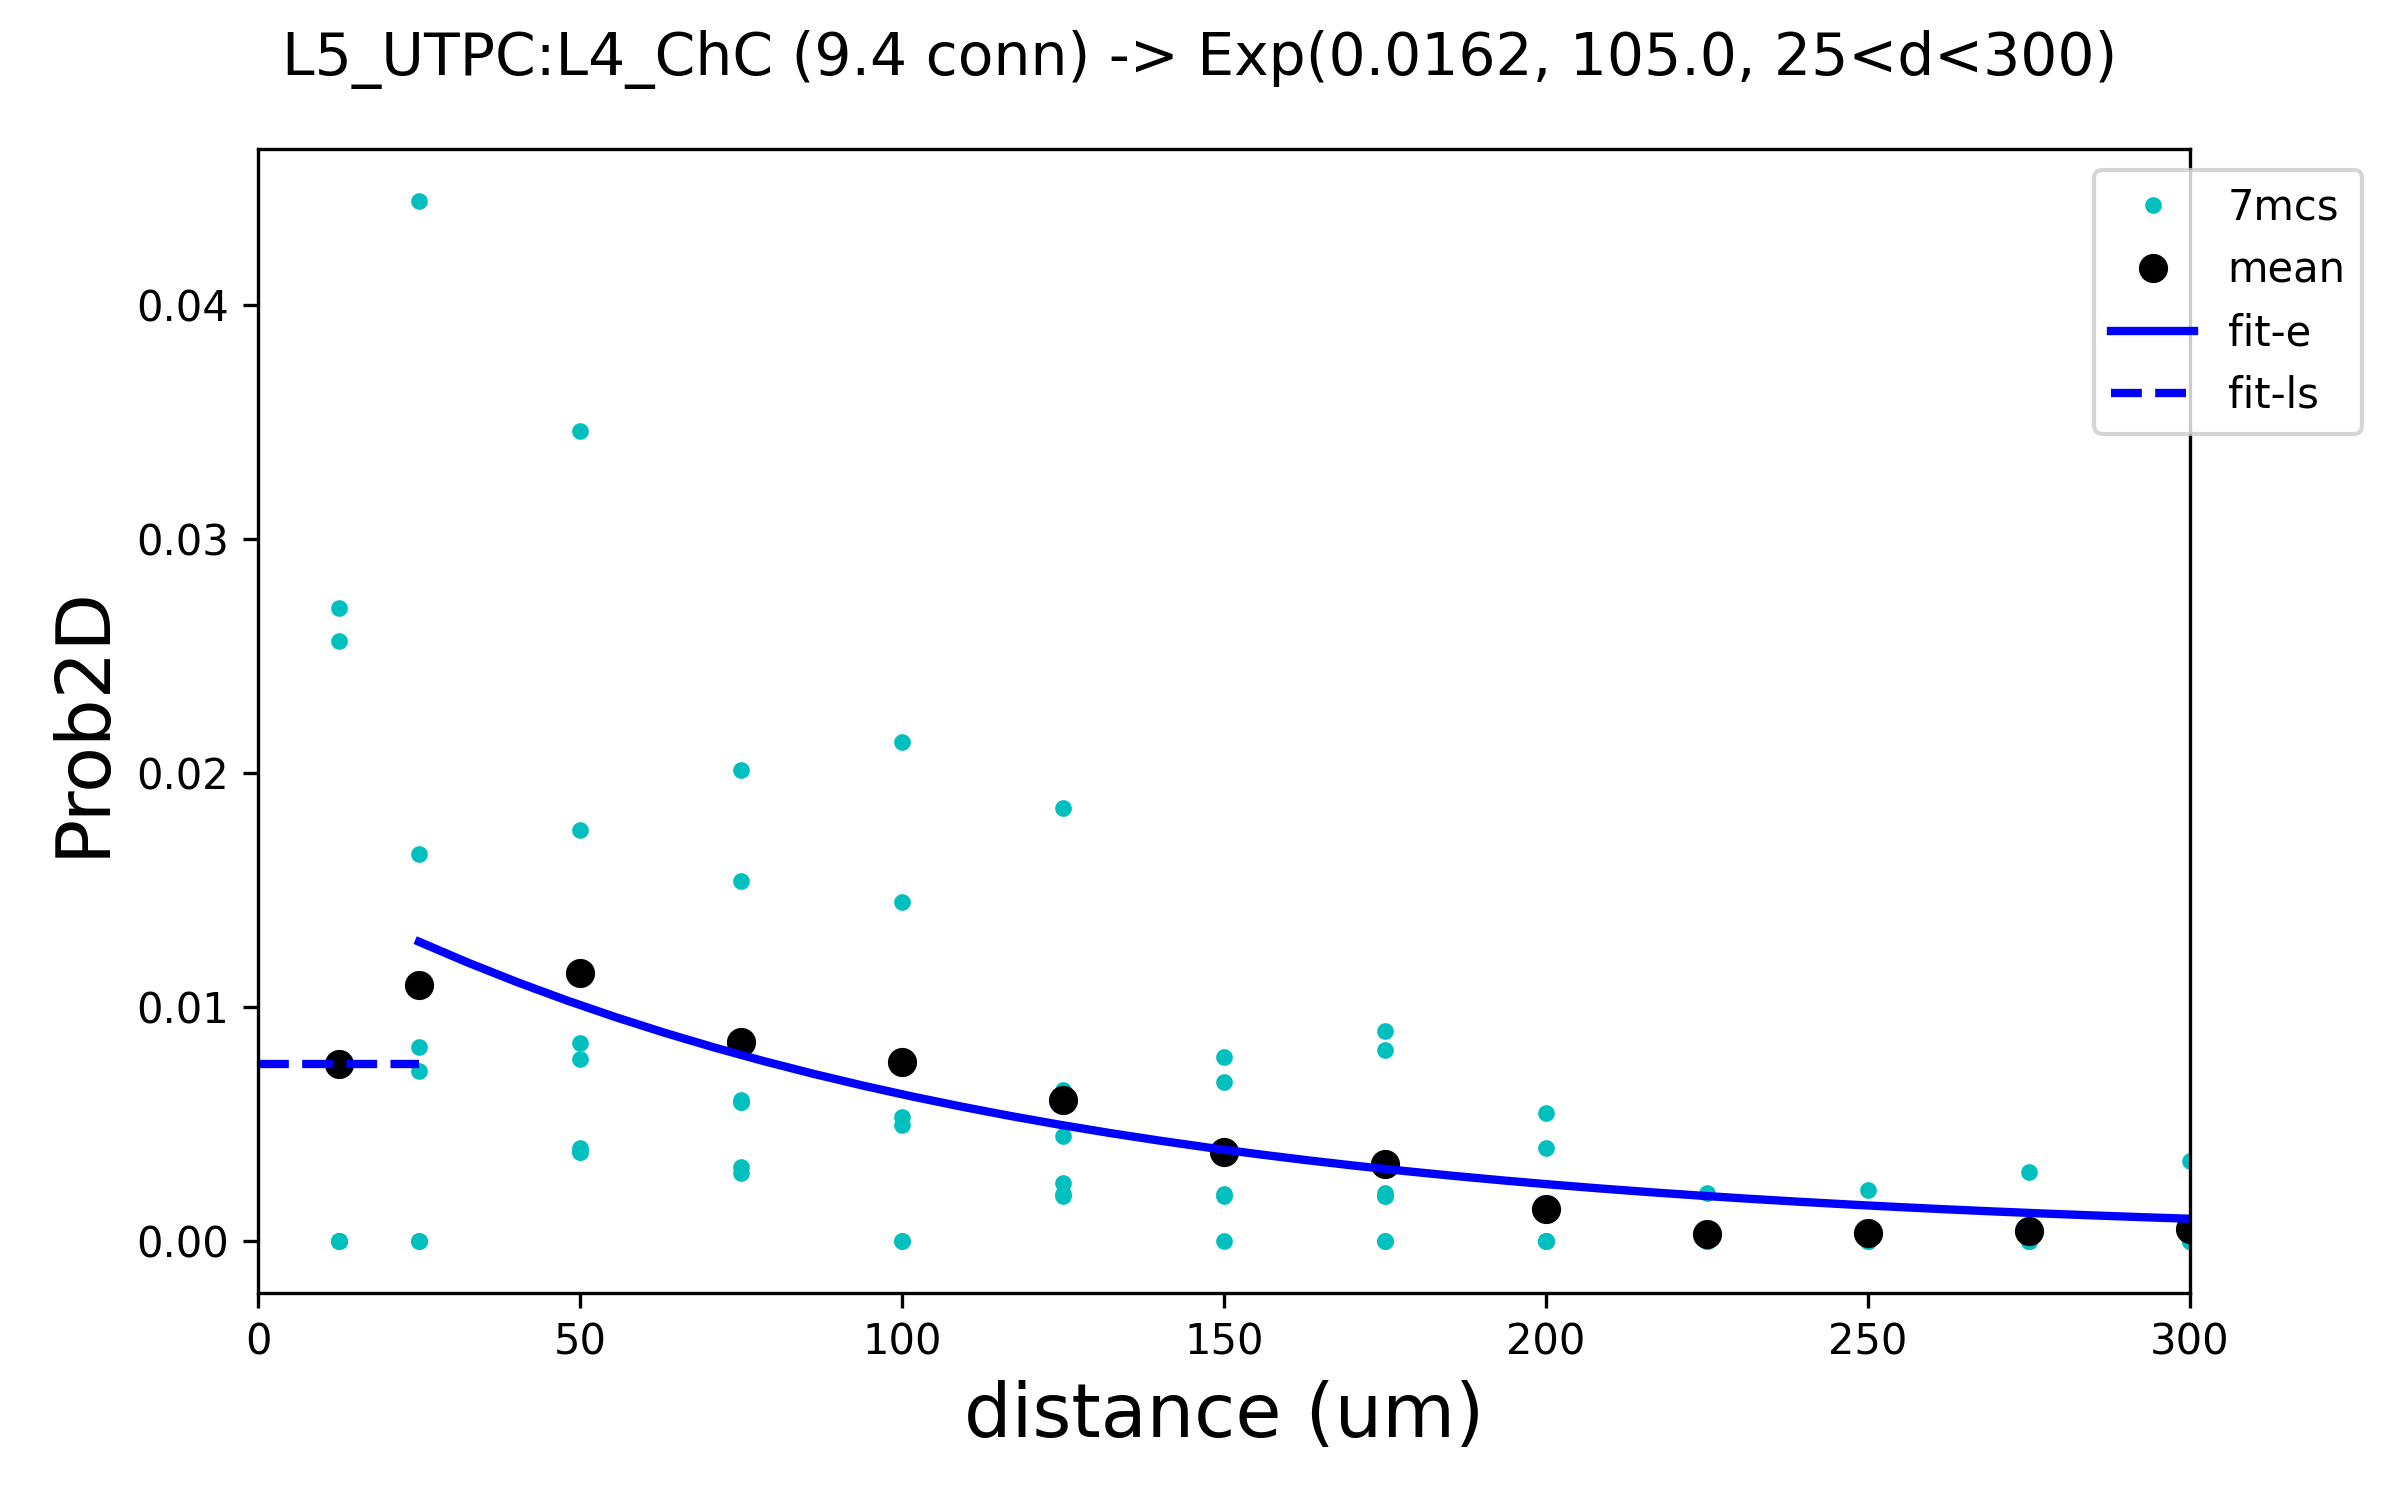 L5_UTPC:L4_ChC (9.4 conn) -> Exp(0.0162, 105.0, 25<d<300)
7mcs
mean
fit-e
fit-ls
Prob2D
0.04
0.03
0.02
0.01
0.00
0 50 100 150 200 250 300
distance (um)